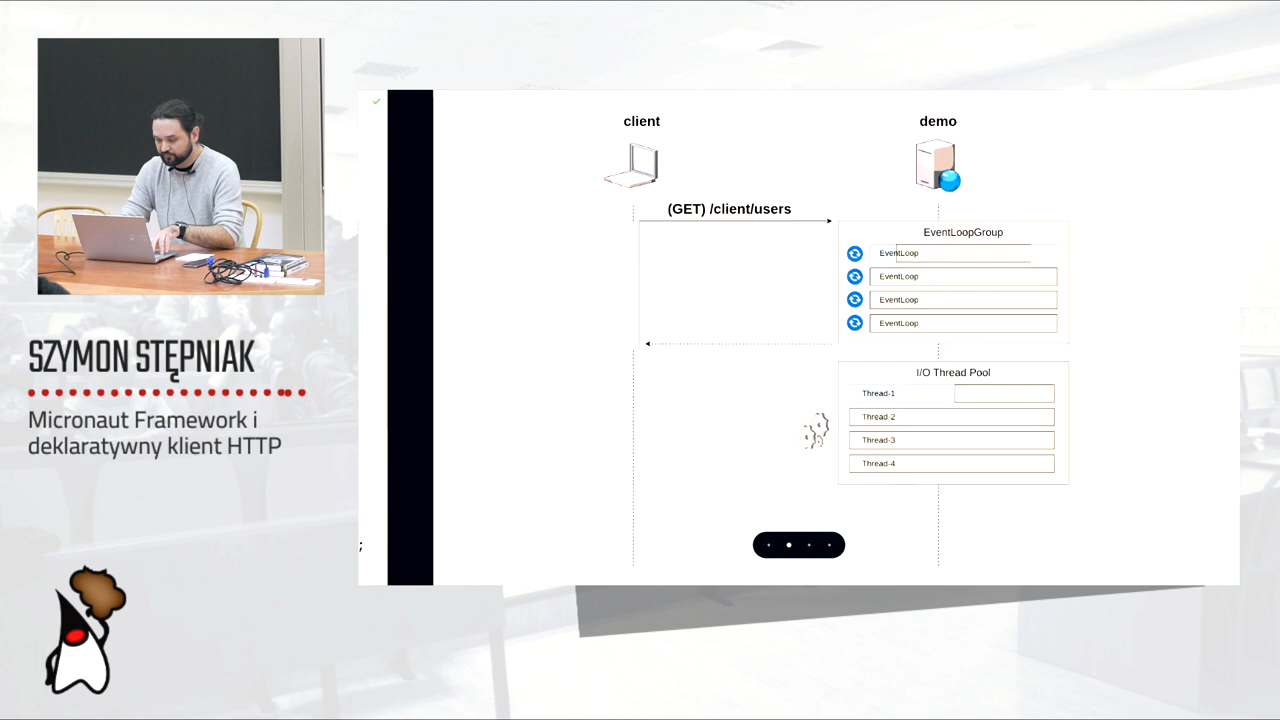 client
demo
(GET) /client/users
EventLoopGroup
EventLoop
EventLoop
EventLoop
EventLoop
I/O Thread Pool
Thread-1
Thread-2
Thread-3
Thread-4
;
SZYMON STĘPNIAK
Micronaut Framework i
deklaratywny klient HTTP